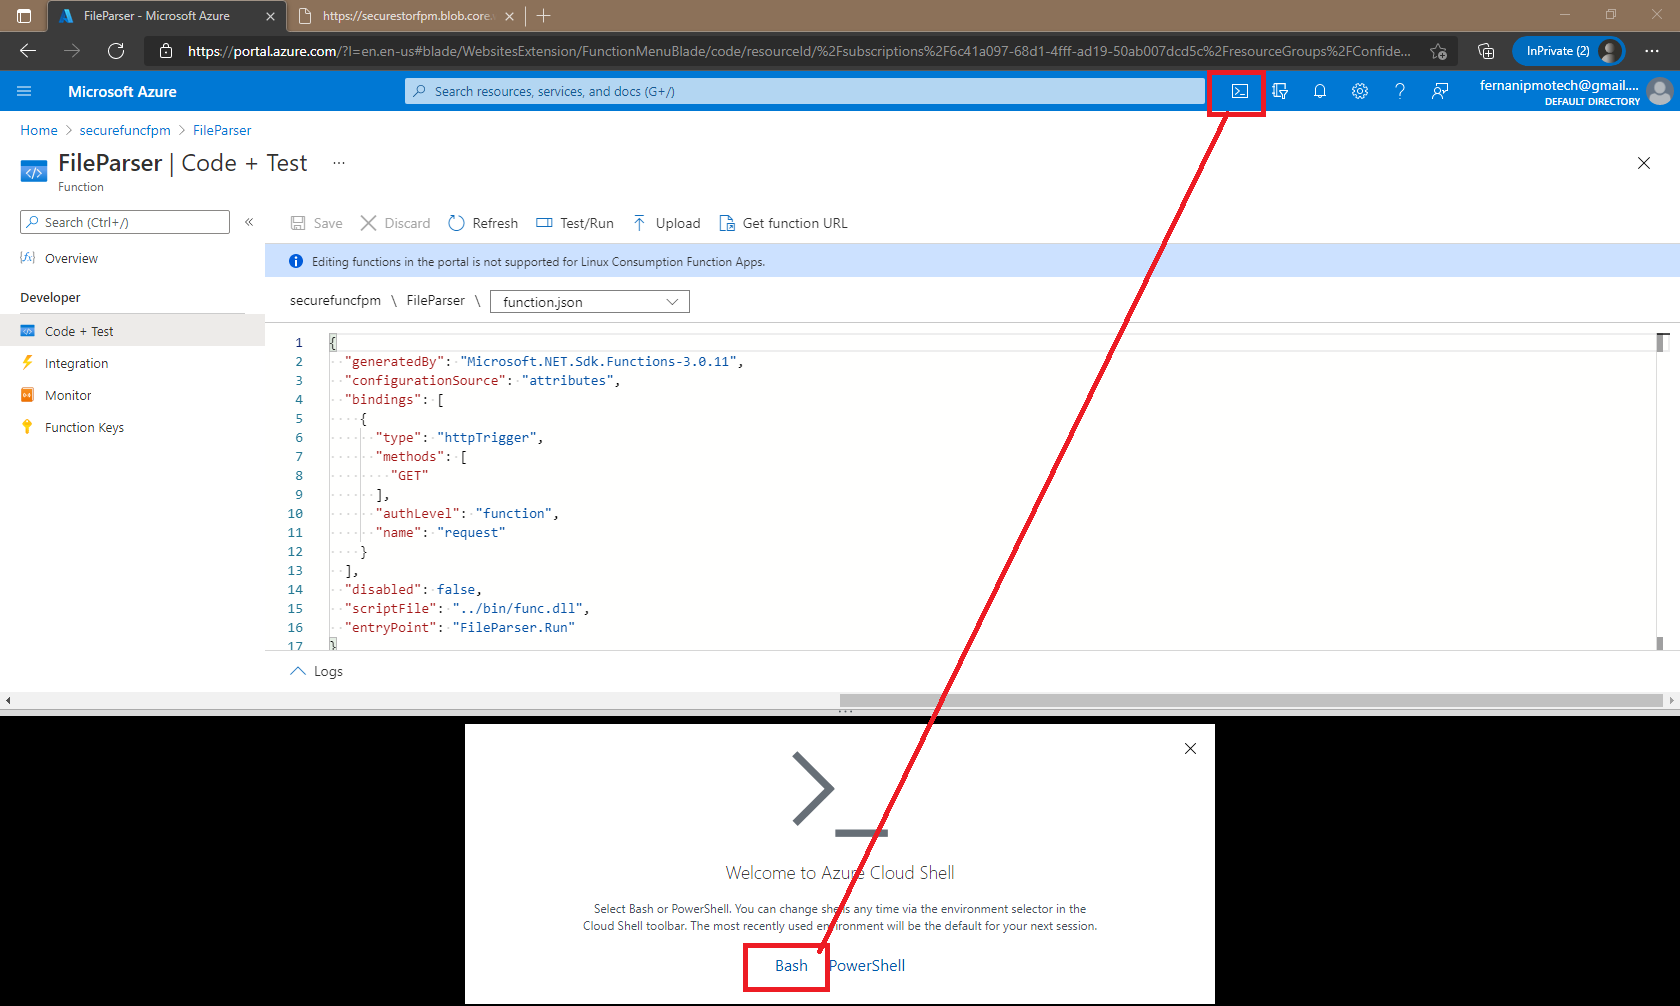 FileParser - Microsoft Azure
https://securestorfpm.blob.core.
https://portal.azure.com/?l=en.en-us#blade/WebsitesExtension/FunctionMenuBlade/code/resourceId/%2Fsubscriptions%2F6c41a097-68d1-4fff-ad19-50ab007dcd5c%2FresourceGroups%2FConfide...
InPrivate (2)
Microsoft Azure
Search resources, services, and docs (G+/)
fernanipmotech@gmail....
DEFAULT DIRECTORY
Home > securefuncfpm > FileParser
FileParser | Code + Test ...
Function
Search (Ctrl+/)
«
Save
Discard
Refresh
Test/Run
Upload
Get function URL
Overview
Editing functions in the portal is not supported for Linux Consumption Function Apps.
Developer
Code + Test
Integration
Monitor
Function Keys
securefuncfpm \ FileParser \ function.json
1 {
2 "generatedBy": "Microsoft.NET.Sdk.Functions-3.0.11",
3 "configurationSource": "attributes",
4 "bindings": [
5 {
6 "type": "httpTrigger",
7 "methods": [
8 "GET"
9 ],
10 "authLevel": "function",
11 "name": "request"
12 }
13 ],
14 "disabled": false,
15 "scriptFile": "../bin/func.dll",
16 "entryPoint": "FileParser.Run"
17 }
Logs
Welcome to Azure Cloud Shell
Select Bash or PowerShell. You can change shells any time via the environment selector in the
Cloud Shell toolbar. The most recently used environment will be the default for your next session.
Bash
PowerShell